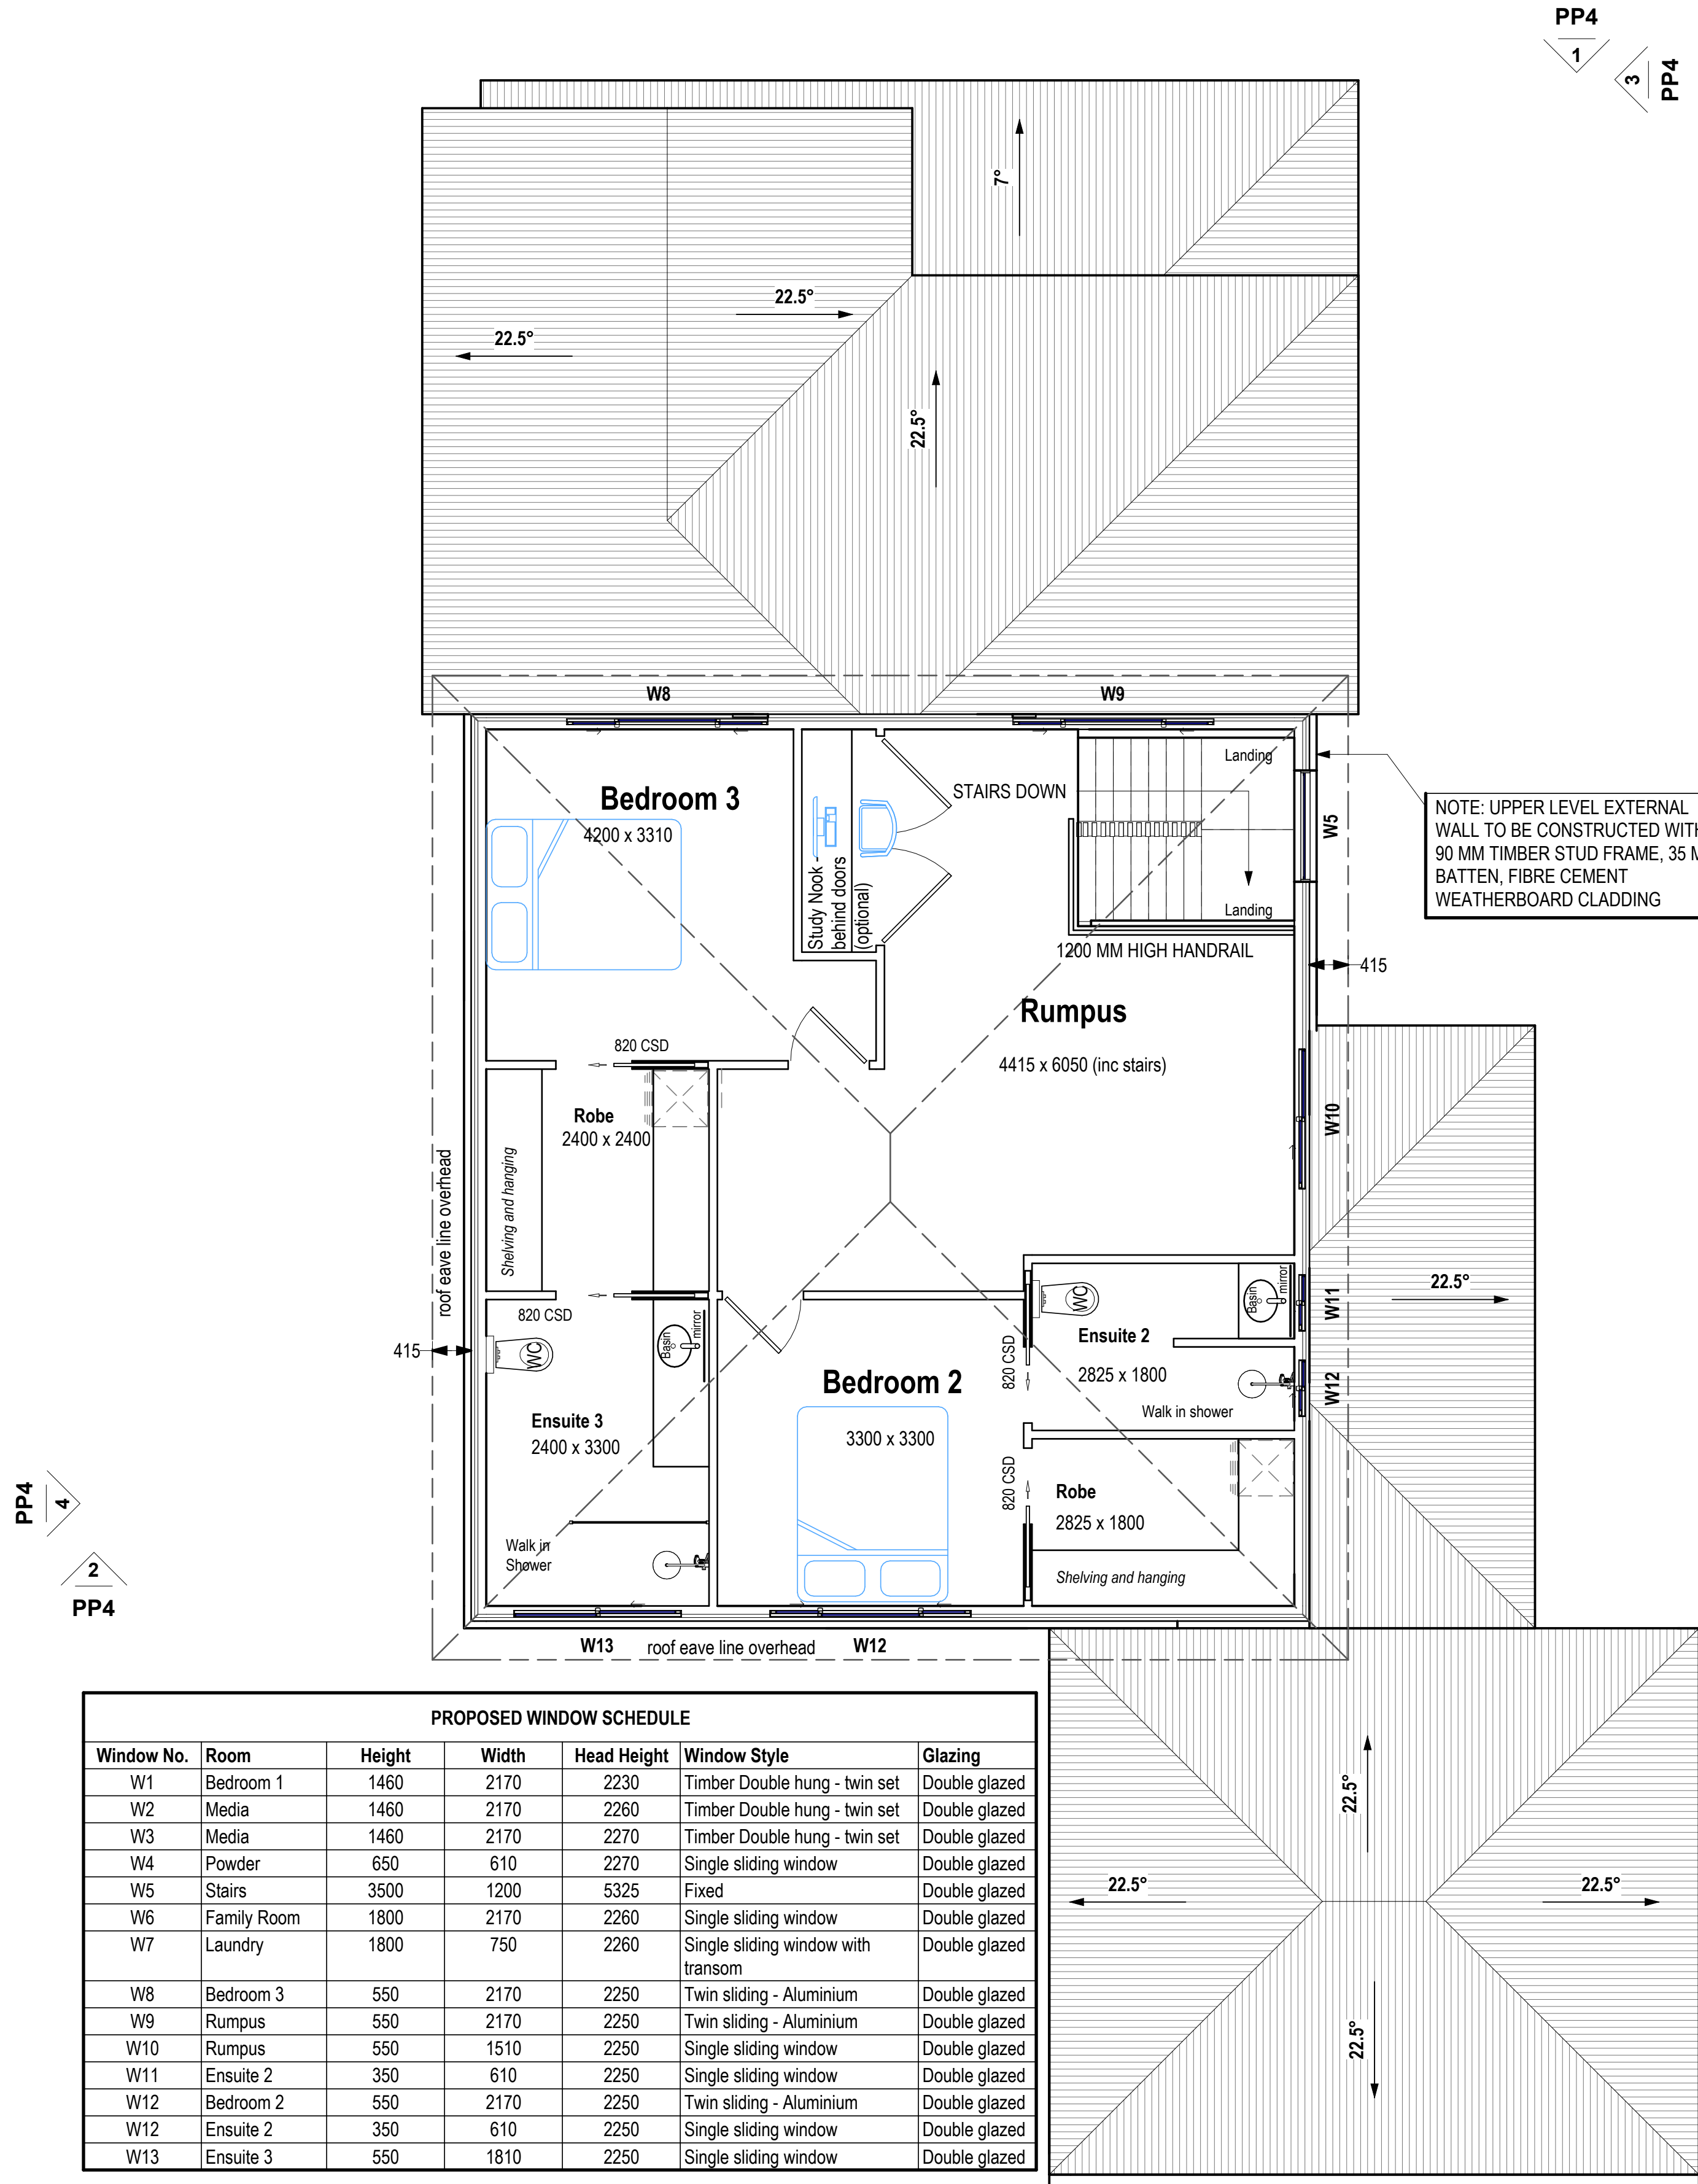 PP4
1
3
PP4
7°
22.5°
22.5°
22.5°
W8
W9
Landing
STAIRS DOWN
Bedroom 3
4200 x 3310
W5
NOTE: UPPER LEVEL EXTERNAL
WALL TO BE CONSTRUCTED WITH
90 MM TIMBER STUD FRAME, 35 M
BATTEN, FIBRE CEMENT
WEATHERBOARD CLADDING
Study Nook -
behind doors
(optional)
Landing
1200 MM HIGH HANDRAIL
415
Rumpus
4415 x 6050 (inc stairs)
820 CSD
Robe
2400 x 2400
W10
Shelving and hanging
roof eave line overhead
820 CSD
WC
Basin
mirror
415
WC
Basin
mirror
W11
22.5°
Ensuite 2
2825 x 1800
820 CSD
W12
Walk in shower
Bedroom 2
3300 x 3300
Ensuite 3
2400 x 3300
820 CSD
Robe
2825 x 1800
Shelving and hanging
Walk in
Shower
PP4
4
2
PP4
W13
roof eave line overhead
W12
PROPOSED WINDOW SCHEDULE
Window No. Room Height Width Head Height Window Style Glazing
W1 Bedroom 1 1460 2170 2230 Timber Double hung - twin set Double glazed
W2 Media 1460 2170 2260 Timber Double hung - twin set Double glazed
W3 Media 1460 2170 2270 Timber Double hung - twin set Double glazed
W4 Powder 650 610 2270 Single sliding window Double glazed
W5 Stairs 3500 1200 5325 Fixed Double glazed
W6 Family Room 1800 2170 2260 Single sliding window Double glazed
W7 Laundry 1800 750 2260 Single sliding window with Double glazed
transom
W8 Bedroom 3 550 2170 2250 Twin sliding - Aluminium Double glazed
W9 Rumpus 550 2170 2250 Twin sliding - Aluminium Double glazed
W10 Rumpus 550 1510 2250 Single sliding window Double glazed
W11 Ensuite 2 350 610 2250 Single sliding window Double glazed
W12 Bedroom 2 550 2170 2250 Twin sliding - Aluminium Double glazed
W12 Ensuite 2 350 610 2250 Single sliding window Double glazed
W13 Ensuite 3 550 1810 2250 Single sliding window Double glazed
22.5°
22.5°
22.5°
22.5°